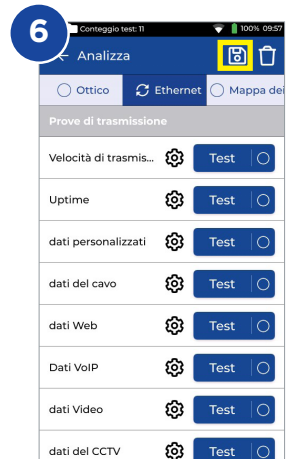 6
Conteggio test: 11 100% 09:57
Analizza
Ottico Ethernet Mappa dei
Prove di trasmissione
Velocità di trasmis... Test
Uptime Test
dati personalizzati Test
dati del cavo Test
dati Web Test
Dati VoIP Test
dati Video Test
dati del CCTV Test